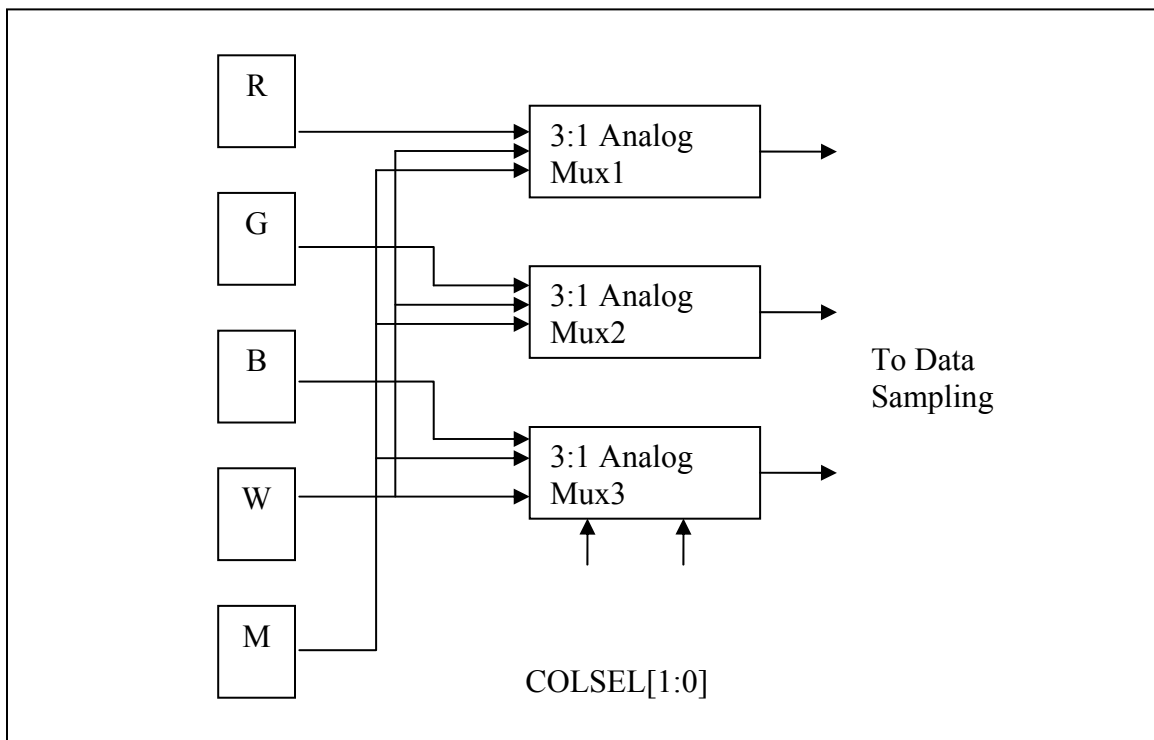 R
3:1 Analog
Mux1
G
3:1 Analog
Mux2
B
To Data
Sampling
3:1 Analog
Mux3
W
M
COLSEL[1:0]